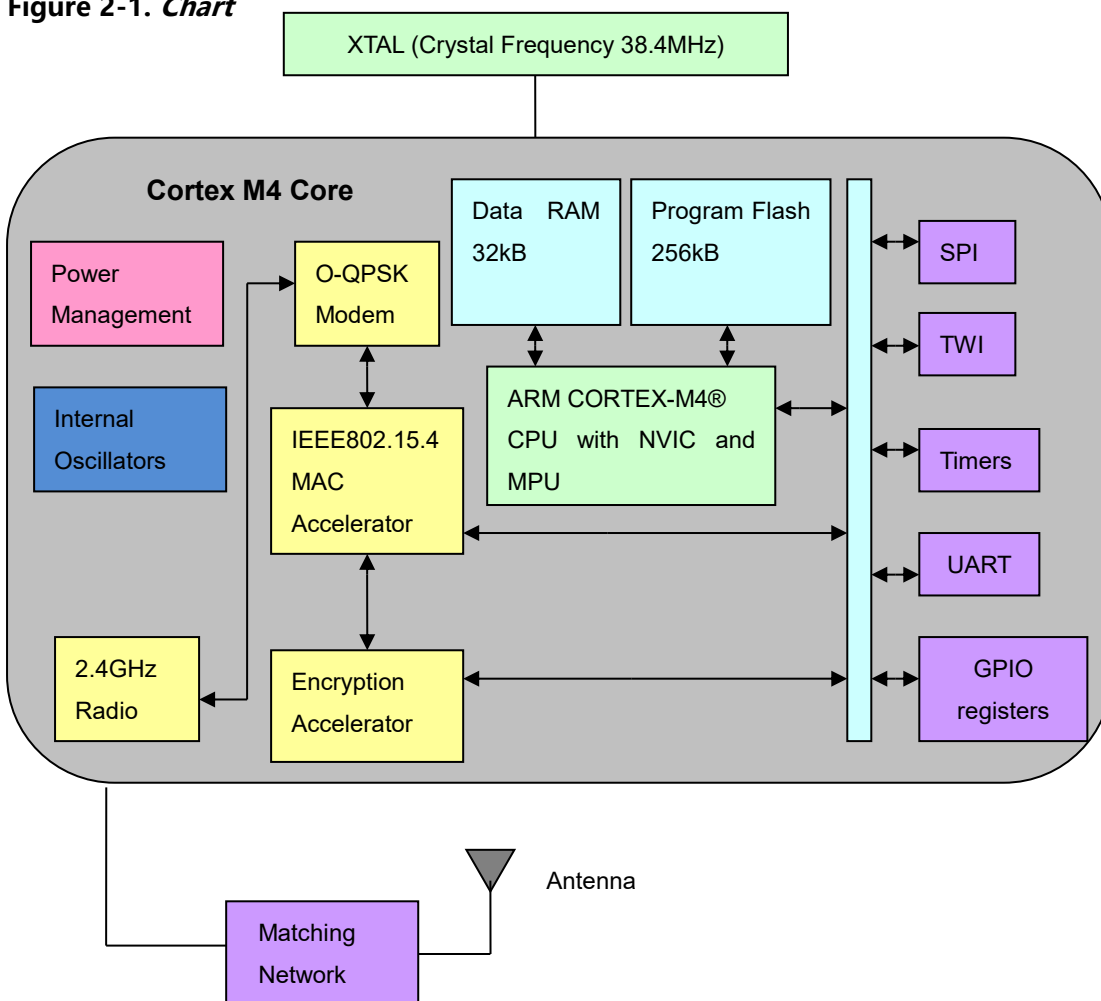 Figure 2-1. Chart
XTAL (Crystal Frequency 38.4MHz)
Cortex M4 Core
Data RAM
32kB
Program Flash
256kB
Power
Management
O-QPSK
Modem
SPI
TWI
Internal
Oscillators
IEEE802.15.4
MAC
Accelerator
ARM CORTEX-M4®
CPU with NVIC and
MPU
Timers
UART
2.4GHz
Radio
Encryption
Accelerator
GPIO
registers
Antenna
Matching
Network